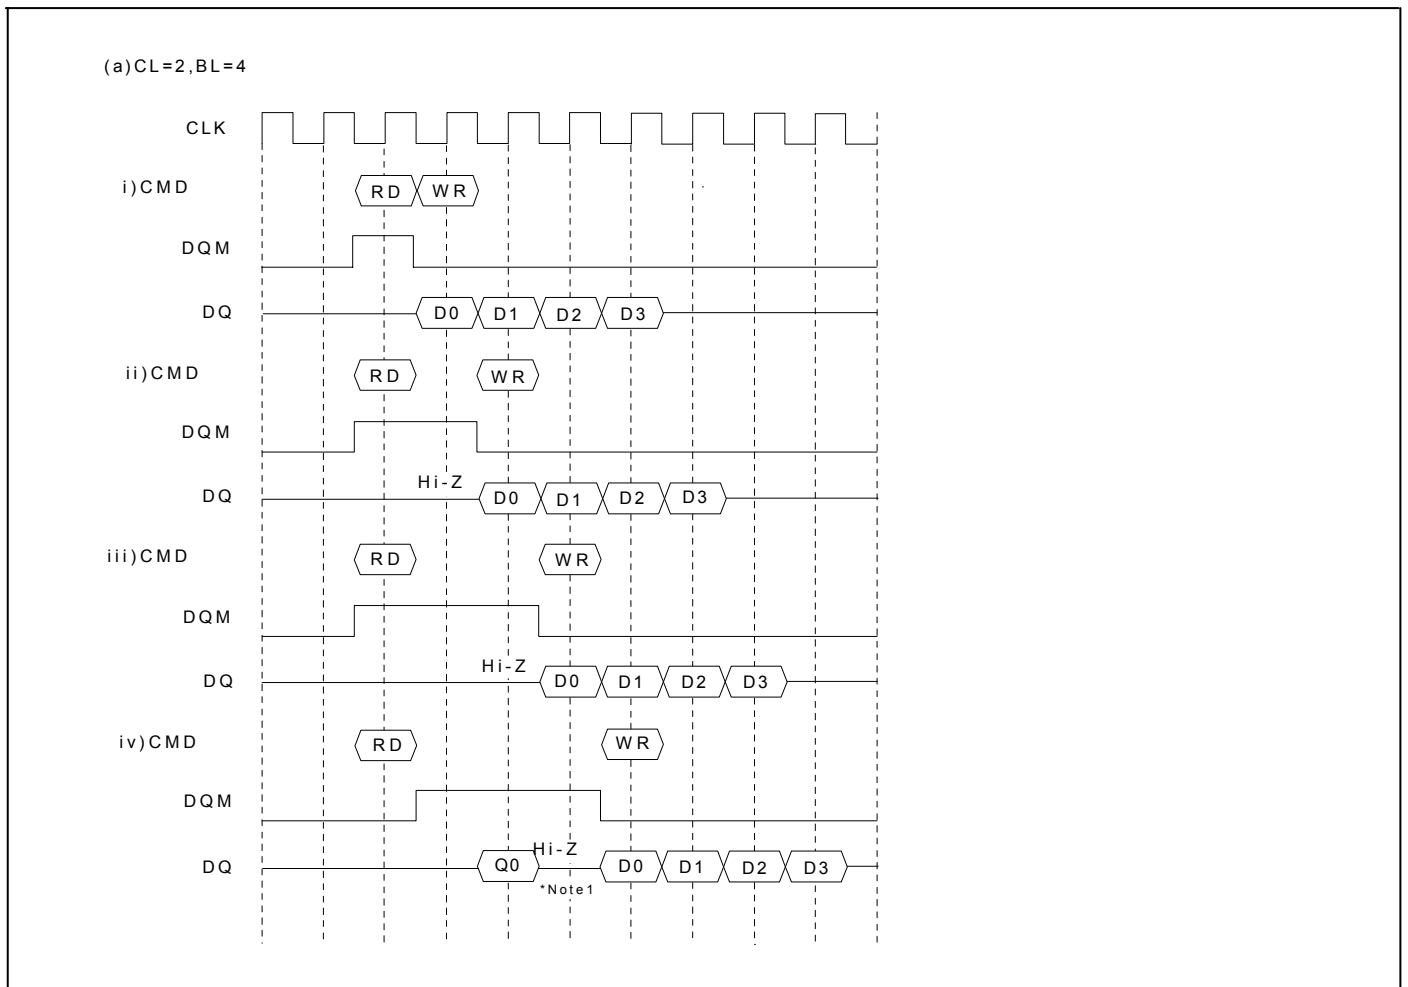 (a)CL=2,BL=4
CLK
i)CMD RD WR
DQM
DQ D0 D1 D2 D3
ii)CMD RD WR
DQM
Hi-Z
DQ D0 D1 D2 D3
iii)CMD RD WR
DQM
Hi-Z
DQ D0 D1 D2 D3
iv)CMD RD WR
DQM
Hi-Z
DQ Q0 D0 D1 D2 D3
*Note1